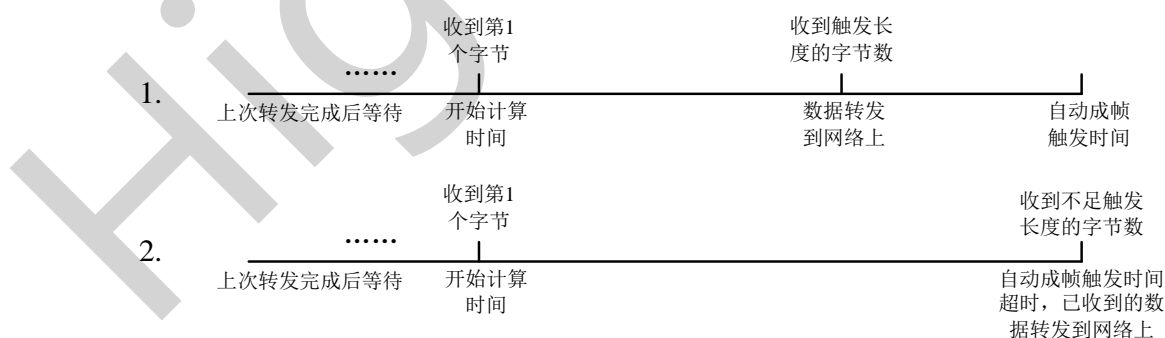 收到第1
个字节
收到触发长
度的字节数
1.
……
上次转发完成后等待
开始计算
时间
数据转发
到网络上
自动成帧
触发时间
收到第1
个字节
收到不足触发
长度的字节数
2.
……
上次转发完成后等待
开始计算
时间
自动成帧触发时间
超时，已收到的数
据转发到网络上
Hig